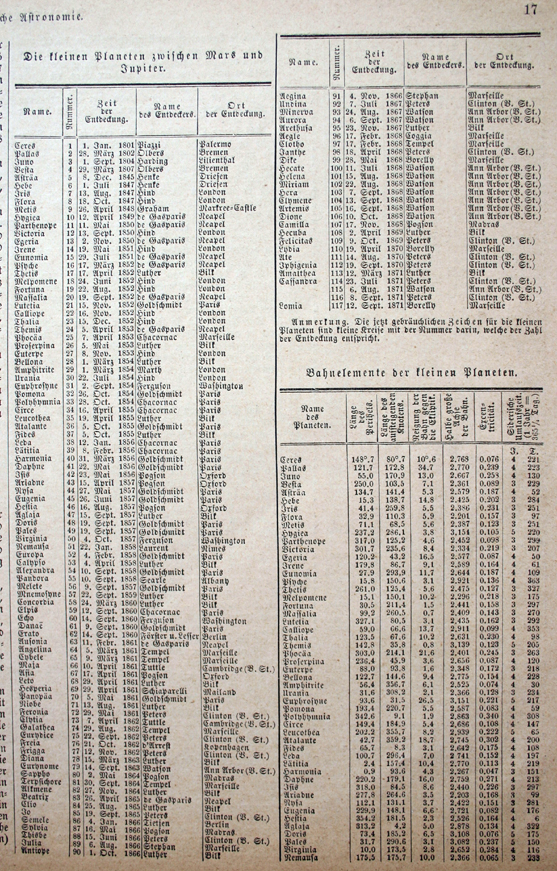 che Astronomie.
17
Die kleinen Planeten zwischen Mars und
Jupiter.
Name. Nummer. Zeit der Entdeckung. Name des Entdeckers. Ort der Entdeckung.
Ceres 1 1. Jan. 1801 Piazzi Palermo
Pallas 2 28. März 1802 Olbers Bremen
Juno 3 1. Sept. 1804 Harding Lilienthal
Vesta 4 29. März 1807 Olbers Bremen
Asträa 5 8. Dec. 1845 Henke Driesen
Hebe 6 1. Juli 1847 Henke Driesen
Iris 7 13. Aug. 1847 Hind London
Flora 8 18. Oct. 1847 Hind London
Metis 9 26. April 1848 Graham Markree-Castle
Hygiea 10 12. April 1849 de Gasparis Neapel
Parthenope 11 11. Mai 1850 de Gasparis Neapel
Victoria 12 13. Sept. 1850 Hind London
Egeria 13 2. Nov. 1850 de Gasparis Neapel
Irene 14 19. Mai 1851 Hind London
Eunomia 15 29. Juli 1851 de Gasparis Neapel
Psyche 16 17. März 1852 de Gasparis Neapel
Thetis 17 17. April 1852 Luther Bilk
Melpomene 18 24. Juni 1852 Hind London
Fortuna 19 22. Aug. 1852 Hind London
Massalia 20 19. Sept. 1852 de Gasparis Neapel
Lutetia 21 15. Nov. 1852 Goldschmidt Paris
Calliope 22 16. Nov. 1852 Hind London
Thalia 23 15. Dec. 1852 Hind London
Themis 24 5. April 1853 de Gasparis Neapel
Phocäa 25 7. April 1853 Chacornac Marseille
Proserpina 26 5. Mai 1853 Luther Bilk
Euterpe 27 8. Nov. 1853 Hind London
Bellona 28 1. März 1854 Luther Bilk
Amphitrite 29 1. März 1854 Marth London
Urania 30 22. Juli 1854 Hind London
Euphrosyne 31 2. Sept. 1854 Ferguson Washington
Pomona 32 26. Oct. 1854 Goldschmidt Paris
Polyhymnia 33 28. Oct. 1854 Chacornac Paris
Circe 34 April 1855 Chacornac Paris
Leucothea 35 19. April 1855 Luther Bilk
Atalante 36 5. Oct. 1855 Goldschmidt Paris
Fides 37 5. Oct. 1855 Luther Bilk
Leda 38 12. Jan. 1856 Chacornac Paris
Lätitia 39 1856 Chacornac Paris
Harmonia 40 31. März 1856 Goldschmidt Paris
Daphne 41 22. Mai 1856 Goldschmidt Paris
Isis 42 23. Mai 1856 Pogson Oxford
Ariadne 43 15. April 1857 Pogson Oxford
Nysa 44 27. Mai 1857 Goldschmidt Paris
Eugenia 45 1857 Goldschmidt Paris
Hestia 46 16. Aug. 1857 Pogson Oxford
Aglaja 47 15. Sept. 1857 Luther Bilk
Doris 48 19. Sept. 1857 Goldschmidt Paris
Pales 49 19. Sept. 1857 Goldschmidt Paris
Virginia 50 4. Oct. 1857 Ferguson Washington
Nemausa 51 22. Jan. 1858 Laurent Nimes
Europa 52 4. Febr. 1858 Goldschmidt Paris
Calypso 53 4. April 1858 Luther Bilk
Alexandra 54 10. Sept. 1858 Goldschmidt Paris
Pandora 55 10. Sept. 1858 Searle Albany
Melete 56 9. Sept. 1857 Goldschmidt Paris
Mnemosyne 57 22. Sept. 1859 Luther Bilk
Concordia 58 24. März 1860 Luther Bilk
Elpis 59 12. Sept. 1860 Chacornac Paris
Echo 60 14. Sept. 1860 Ferguson Washington
Danaë 61 9. Sept. 1860 Goldschmidt Paris
Erato 62 14. Sept. 1860 Förster u. Lesser Berlin
Ausonia 63 1861 de Gasparis Neapel
Angelina 64 5. März 1861 Tempel Marseille
Cybele 65 9. März 1861 Tempel Marseille
Maja 66 10. April 1861 Tuttle Cambridge (V. St.)
Asia 67 17. April 1861 Pogson
Leto 68 29. April 1861 Luther Bilk
Hesperia 69 29. April 1861 Schiaparelli Mailand
Panopäa 70 5. Mai 1861 Goldschmidt Paris
Niobe 71 13. Aug. 1861 Luther Bilk
Feronia 72 29. Mai 1861 Peters Clinton (V. St.)
Clytia 73 7. April 1862 Tuttle Cambridge (V. St.)
Galathea 74 29. Aug. 1862 Tempel Marseille
Eurydice 75 22. Sept. 1862 Peters Clinton (V. St.)
Freia 76 21. Oct. 1862 d'Arrest Kopenhagen
Frigga 77 12. Nov. 1862 Peters Clinton (V. St.)
Diana 78 15. März 1863 Luther Bilk
Eurynome 79 14. Sept. 1863 Watson Ann Arbor (V. St.)
Sappho 80 2. Mai 1864 Pogson Madras
Terpsichore 81 30. Sept. 1864 Tempel Marseille
Alkmene 82 27. Nov. 1864 Luther Bilk
Beatrix 83 26. April 1865 de Gasparis Neapel
Clio 84 25. Aug. 1865 Luther Bilk
Jo 85 19. Sept. 1865 Peters Clinton (V. St.)
Semele 86 4. Jan. 1866 Tietjen Berlin
Sylvia 87 16. Mai 1866 Pogson Madras
Thisbe 88 15. Juni 1866 Peters Clinton (V. St.)
Julia 89 6. Aug. 1866 Stephan Marseille
Antiope 90 1. Oct. 1866 Luther Bilk
Name. Nummer. Zeit der Entdeckung. Name des Entdeckers. Ort der Entdeckung.
Aegina 91 4. Nov. 1866 Stephan Marseille
Undina 92 7. Juli 1867 Peters Clinton (V. St.)
Minerva 93 24. Aug. 1867 Watson Ann Arbor (V. St.)
Aurora 94 6. Sept. 1867 Watson Ann Arbor (V. St.)
Arethusa 95 23. Nov. 1867 Luther Bilk
Aegle 96 17. Febr. 1868 Coggia Marseille
Clotho 97 17. Febr. 1868 Tempel Marseille
Janthe 98 18. April 1868 Peters Clinton (V. St.)
Dike 99 28. Mai 1868 Borelly Marseille
Hecate 100 11. Juli 1868 Watson Ann Arbor (V. St.)
Helena 101 15. Aug. 1868 Watson Ann Arbor (V. St.)
Miriam 102 22. Aug. 1868 Peters Clinton (V. St.)
Hera 103 7. Sept. 1868 Watson Ann Arbor (V. St.)
Clymene 104 13. Sept. 1868 Watson Ann Arbor (V. St.)
Artemis 105 16. Sept. 1868 Watson Ann Arbor (V. St.)
Dione 106 10. Oct. 1868 Watson Ann Arbor (V. St.)
Camilla 107 17. Nov. 1868 Pogson Madras
Hecuba 108 2. April 1869 Luther Bilk
Felicitas 109 9. Oct. 1869 Peters Clinton (V. St.)
Lydia 110 19. April 1870 Borelly Marseille
Ate 111 14. Aug. 1870 Peters Clinton (V. St.)
Iphigenia 112 19. Sept. 1870 Peters Clinton (V. St.)
Amalthea 113 12. März 1871 Luther Bilk
Cassandra 114 23. Juli 1871 Peters Clinton (V. St.)
115 6. Aug. 1871 Watson Ann Arbor (V. St.)
116 8. Sept. 1871 Peters Clinton (V. St.)
Lomia 117 12. Sept. 1871 Borelly Marseille
Anmerkung. Die jetzt gebräuchlichen Zeichen für die kleinen
Planeten sind kleine Kreise mit der Nummer darin, welche der Zahl
der Entdeckung entspricht.
Bahnelemente der kleinen Planeten.
Name des Planeten. Länge des Perihels. Länge des aufsteigenden Knotens. Neigung der Bahn gegen die Ekliptik. Halbe große Axe der Bahn. Excentricität. Siderische Umlaufszeit. (1 Jahr = 365¼ Tag.)
J. T.
Ceres 148°,7 80°,7 10°,6 2,768 0,076 4 221
Pallas 121,7 172,8 34,7 2,770 0,239 4 223
Juno 55,0 170,9 13,0 2,667 0,258 4 130
Vesta 250,0 103,5 7,1 2,361 0,089 3 229
Asträa 134,7 141,4 5,3 2,579 0,187 4 52
Hebe 15,3 138,7 14,8 2,425 0,202 3 284
Iris 41,4 259,8 5,5 2,386 0,231 3 251
Flora 32,9 110,3 5,9 2,201 0,157 3 97
Metis 71,1 68,5 5,6 2,387 0,123 3 251
Hygiea 237,2 286,1 3,8 3,154 0,105 5 220
Parthenope 317,0 125,2 4,6 2,452 0,099 3 299
Victoria 301,7 235,6 8,4 2,334 0,219 3 207
Egeria 120,2 43,2 16,5 2,577 0,087 4 50
Irene 179,8 86,7 9,1 2,589 0,164 4 61
Eunomia 27,9 293,9 11,7 2,644 0,187 4 109
Psyche 15,8 150,6 3,1 2,921 0,136 4 363
Thetis 261,0 125,4 5,6 2,475 0,127 3 327
Melpomene 15,1 150,1 10,2 2,296 0,218 3 175
Fortuna 30,5 211,4 1,5 2,441 0,158 3 297
Massalia 99,2 206,5 0,7 2,409 0,143 3 270
Lutetia 327,1 80,5 3,1 2,435 0,162 3 292
Calliope 59,0 66,6 13,7 2,911 0,099 4 353
Thalia 123,5 67,6 10,2 2,631 0,230 4 98
Themis 142,8 35,8 0,8 3,139 0,123 5 205
Phocäa 303,0 214,1 21,6 2,401 0,245 3 263
Proserpina 236,4 45,9 3,6 2,656 0,087 4 120
Euterpe 88,0 93,8 1,6 2,348 0,172 3 218
Bellona 122,7 144,6 9,4 2,775 0,154 4 228
Amphitrite 56,4 356,7 6,1 2,525 0,074 4 30
Urania 31,6 308,2 2,1 2,366 0,128 3 234
Euphrosyne 93,6 31,5 26,5 3,151 0,221 5 217
Pomona 193,4 220,7 5,5 2,587 0,083 4 59
Polyhymnia 342,6 9,1 1,9 2,863 0,340 4 308
Circe 149,4 184,9 5,4 2,686 0,108 4 147
Leucothea 202,2 355,7 8,2 2,939 0,222 5 65
Atalante 42,7 359,2 18,7 2,745 0,303 4 200
Fides 65,7 8,3 3,1 2,642 0,175 4 108
Leda 100,7 296,4 7,0 2,741 0,153 4 197
Lätitia 2,4 157,4 10,4 2,770 0,113 4 219
Harmonia 0,9 93,6 4,3 2,267 0,047 3 151
Daphne 220,2 179,1 16,0 2,759 0,271 4 213
Isis 318,0 84,5 8,6 2,440 0,226 3 297
Ariadne 277,8 264,6 3,5 2,203 0,168 3 99
Nysa 112,1 131,1 3,7 2,422 0,151 3 281
Eugenia 229,9 148,1 6,6 2,721 0,082 4 176
Hestia 354,2 181,5 2,3 2,526 0,164 4 6
Aglaja 313,2 4,2 5,0 2,878 0,134 4 329
Doris 73,4 185,2 6,5 3,108 0,076 5 175
Pales 31,7 290,6 3,1 3,082 0,237 5 150
Virginia 10,0 173,5 2,8 2,652 0,284 4 116
Nemausa 175,5 175,7 10,0 2,366 0,065 3 233